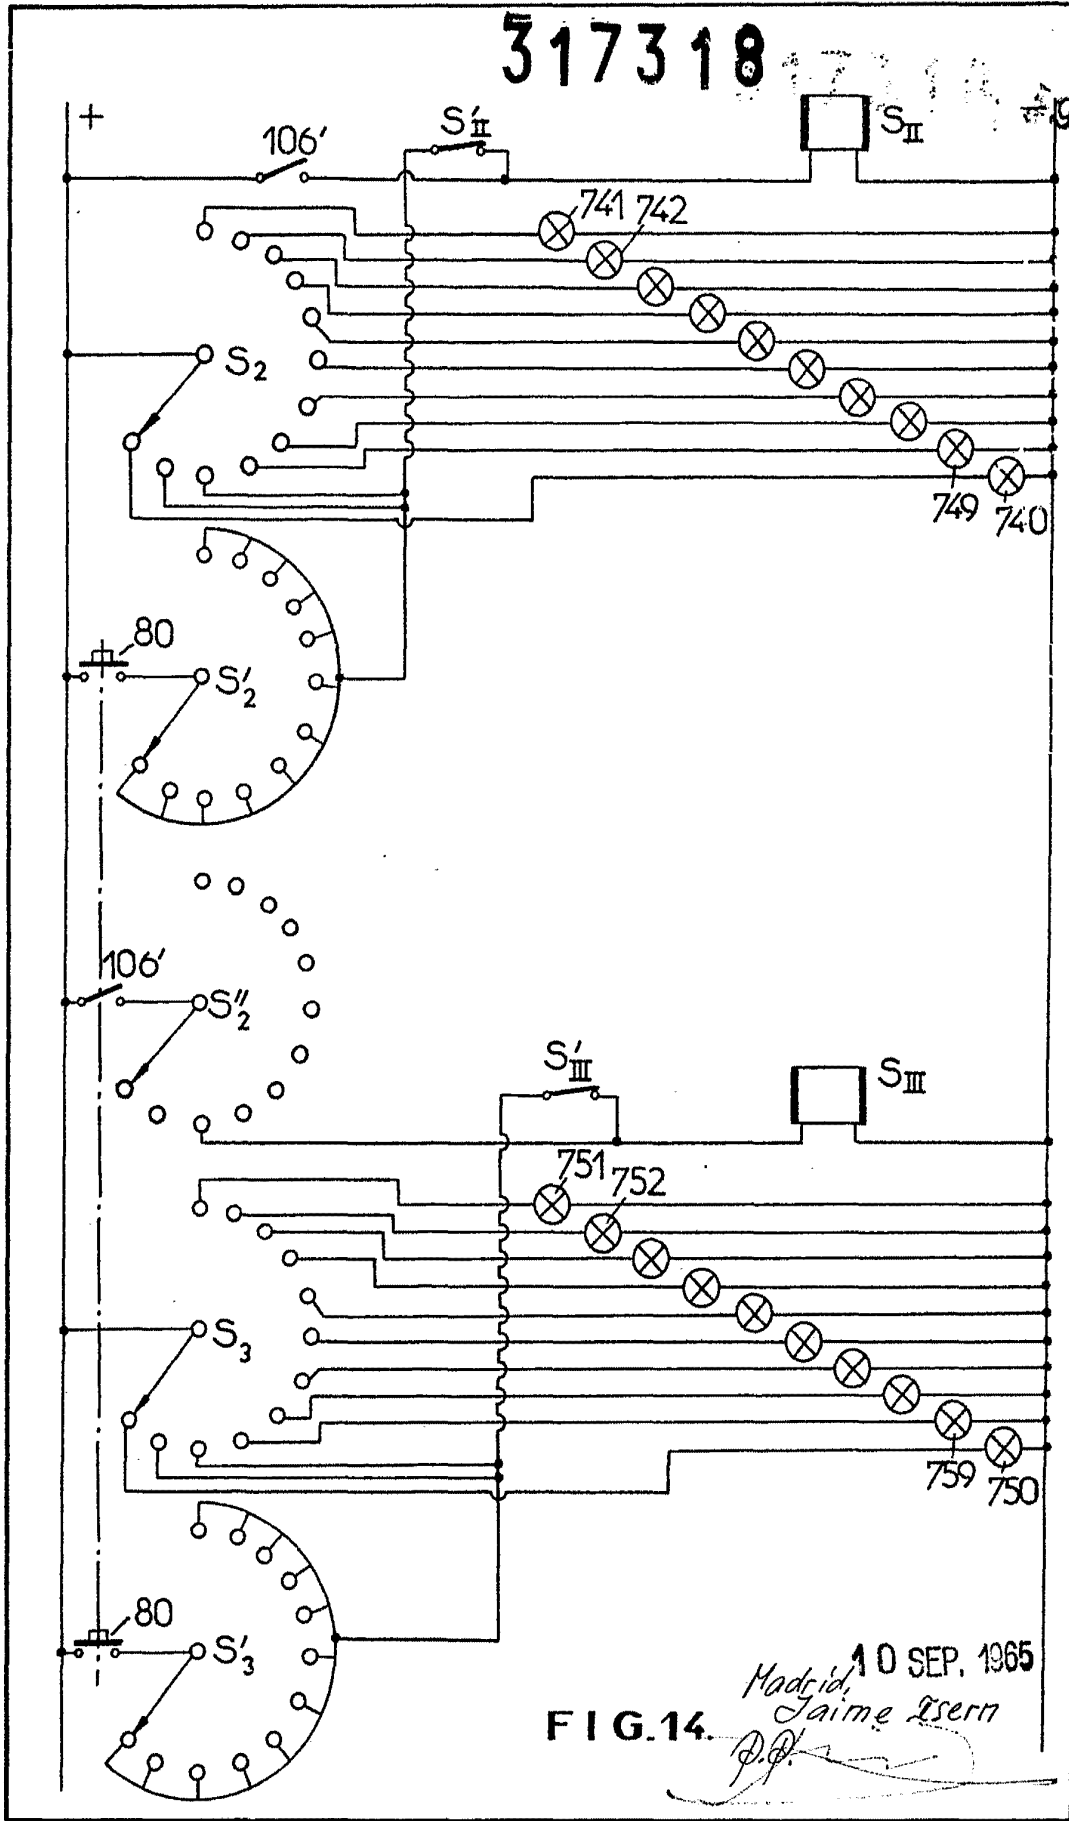 317318
+
106'
S'II
SII
741 742
S2
749 740
80
S'2
106'
S"2
S'III
SIII
751 752
S3
759 750
80
S'3
10 SEP. 1965
Madrid,
Jaime Isern
P.P.
FIG.14.